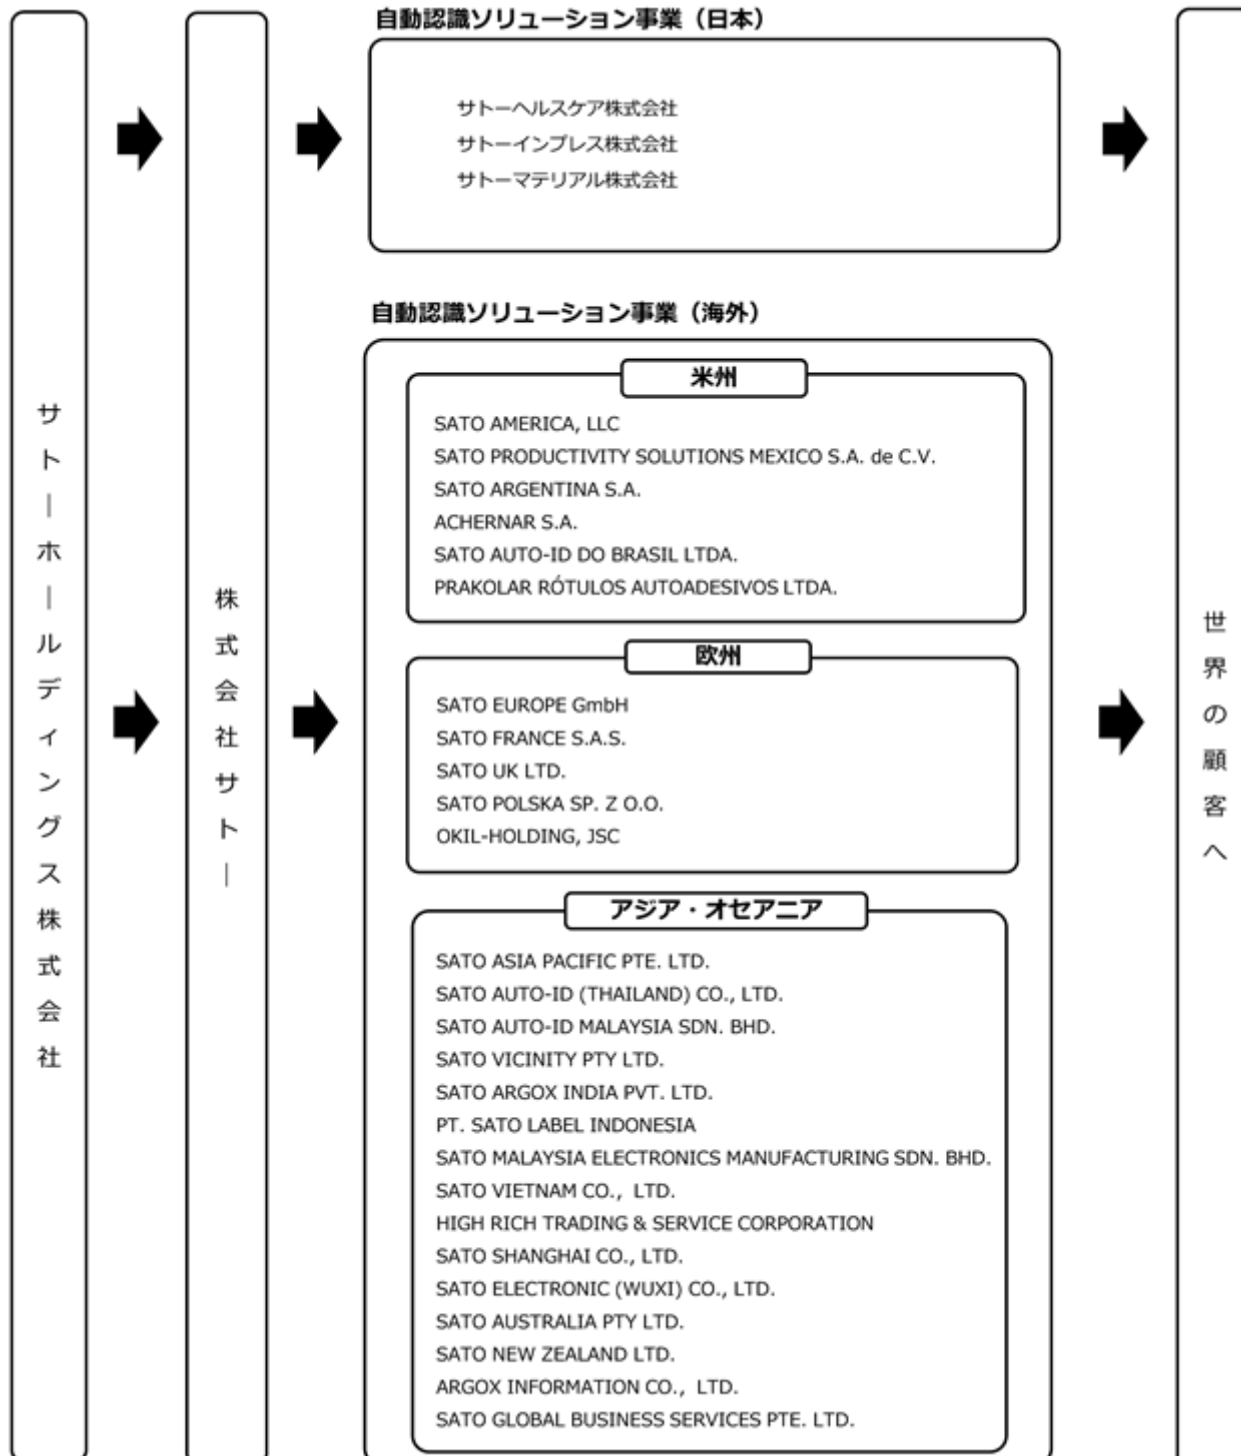 サトーホールディングス株式会社
株式会社サトー
自動認識ソリューション事業（日本）
サトーヘルスケア株式会社
サトーインプレス株式会社
サトーマテリアル株式会社
自動認識ソリューション事業（海外）
米州
SATO AMERICA, LLC
SATO PRODUCTIVITY SOLUTIONS MEXICO S.A. de C.V.
SATO ARGENTINA S.A.
ACHERNAR S.A.
SATO AUTO-ID DO BRASIL LTDA.
PRAKOLAR RÓTULOS AUTOADESIVOS LTDA.
欧州
SATO EUROPE GmbH
SATO FRANCE S.A.S.
SATO UK LTD.
SATO POLSKA SP. Z O.O.
OKIL-HOLDING, JSC
アジア・オセアニア
SATO ASIA PACIFIC PTE. LTD.
SATO AUTO-ID (THAILAND) CO., LTD.
SATO AUTO-ID MALAYSIA SDN. BHD.
SATO VICINITY PTY LTD.
SATO ARGOX INDIA PVT. LTD.
PT. SATO LABEL INDONESIA
SATO MALAYSIA ELECTRONICS MANUFACTURING SDN. BHD.
SATO VIETNAM CO., LTD.
HIGH RICH TRADING & SERVICE CORPORATION
SATO SHANGHAI CO., LTD.
SATO ELECTRONIC (WUXI) CO., LTD.
SATO AUSTRALIA PTY LTD.
SATO NEW ZEALAND LTD.
ARGOX INFORMATION CO., LTD.
SATO GLOBAL BUSINESS SERVICES PTE. LTD.
世界の顧客へ